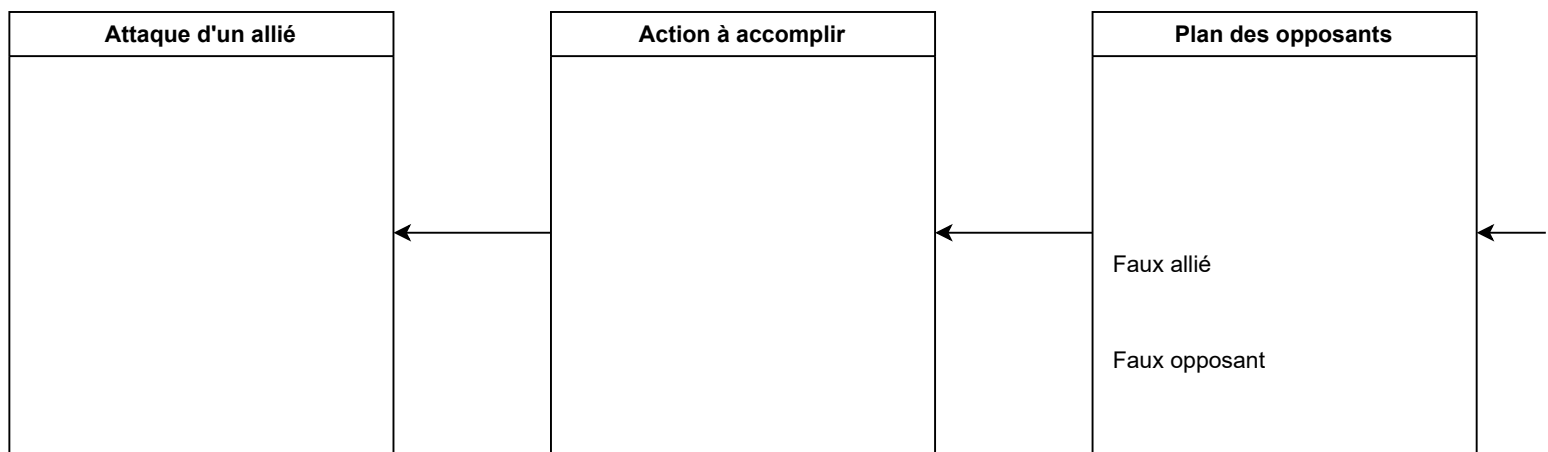 Attaque d'un allié
Action à accomplir
Plan des opposants
Faux allié
Faux opposant